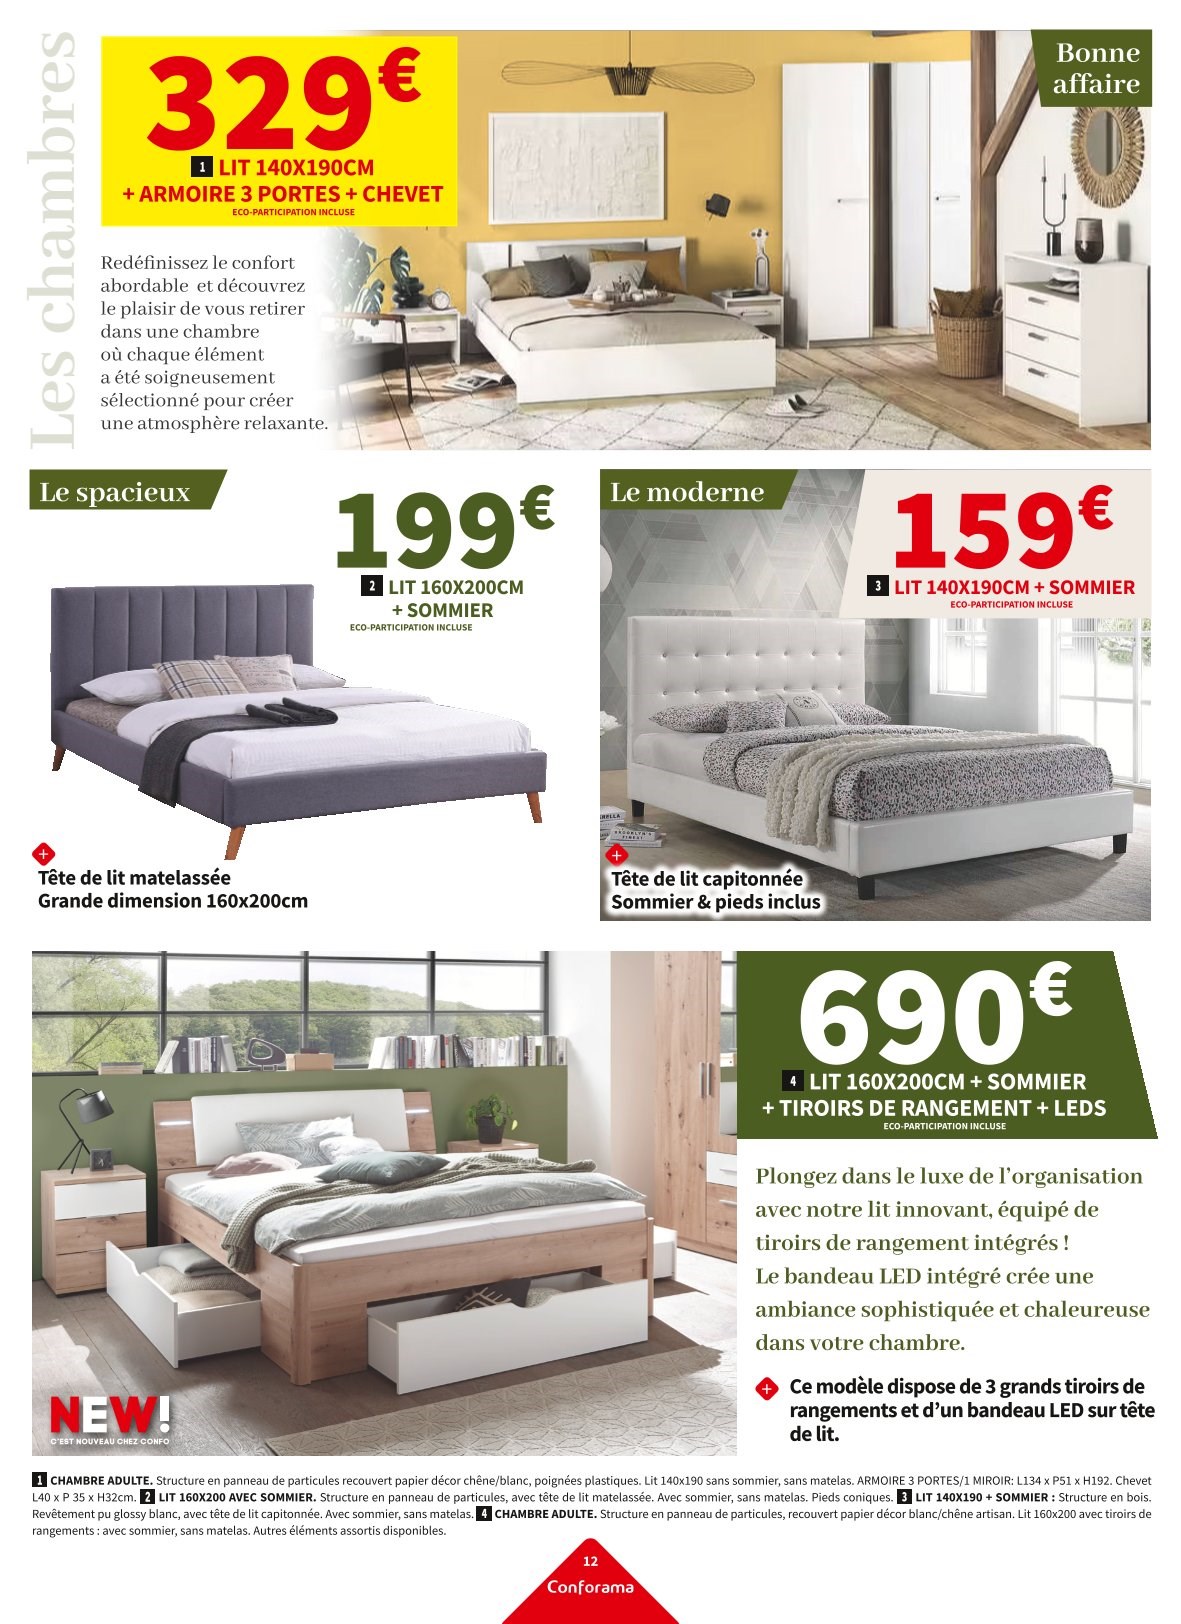 Les chambres
Bonne
affaire
329€
1 LIT 140X190CM
+ ARMOIRE 3 PORTES + CHEVET
ECO-PARTICIPATION INCLUSE
Redéfinissez le confort
abordable et découvrez
le plaisir de vous retirer
dans une chambre
où chaque élément
a été soigneusement
sélectionné pour créer
une atmosphère relaxante.
Le spacieux
199€
2 LIT 160X200CM
+ SOMMIER
ECO-PARTICIPATION INCLUSE
Tête de lit matelassée
Grande dimension 160x200cm
Le moderne
159€
3 LIT 140X190CM + SOMMIER
ECO-PARTICIPATION INCLUSE
Tête de lit capitonnée
Sommier & pieds inclus
690€
4 LIT 160X200CM + SOMMIER
+ TIROIRS DE RANGEMENT + LEDS
ECO-PARTICIPATION INCLUSE
Plongez dans le luxe de l’organisation
avec notre lit innovant, équipé de
tiroirs de rangement intégrés !
Le bandeau LED intégré crée une
ambiance sophistiquée et chaleureuse
dans votre chambre.
Ce modèle dispose de 3 grands tiroirs de
rangements et d’un bandeau LED sur tête
de lit.
NEW!
C'EST NOUVEAU CHEZ CONFO
1 CHAMBRE ADULTE. Structure en panneau de particules recouvert papier décor chêne/blanc, poignées plastiques. Lit 140x190 sans sommier, sans matelas. ARMOIRE 3 PORTES/1 MIROIR: L134 x P51 x H192. Chevet
L40 x P 35 x H32cm. 2 LIT 160X200 AVEC SOMMIER. Structure en panneau de particules, avec tête de lit matelassée. Avec sommier, sans matelas. Pieds coniques. 3 LIT 140X190 + SOMMIER : Structure en bois.
Revêtement pu glossy blanc, avec tête de lit capitonnée. Avec sommier, sans matelas. 4 CHAMBRE ADULTE. Structure en panneau de particules, recouvert papier décor blanc/chêne artisan. Lit 160x200 avec tiroirs de
rangements : avec sommier, sans matelas. Autres éléments assortis disponibles.
12
Conforama